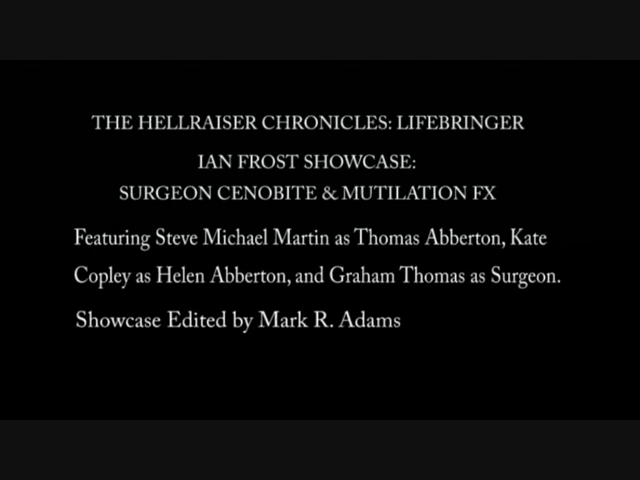 THE HELLRAISER CHRONICLES: LIFEBRINGER
IAN FROST SHOWCASE:
SURGEON CENOBITE & MUTILATION FX
Featuring Steve Michael Martin as Thomas Abberton, Kate
Copley as Helen Abberton, and Graham Thomas as Surgeon.
Showcase Edited by Mark R. Adams